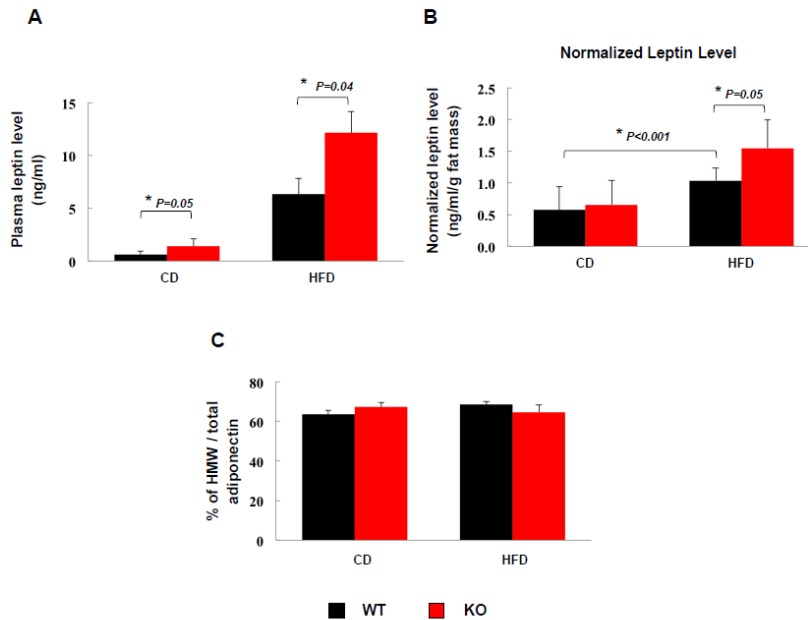 A
Plasma leptin level
(ng/ml)
15
10
5
0
* P=0.05
* P=0.04
CD
HFD
B
Normalized Leptin Level
Normalized leptin level
(ng/ml/g fat mass)
2.5
2.0
1.5
1.0
0.5
0.0
* P<0.001
* P=0.05
CD
HFD
C
% of HMW / total
adiponectin
80
60
40
20
0
CD
HFD
WT
KO